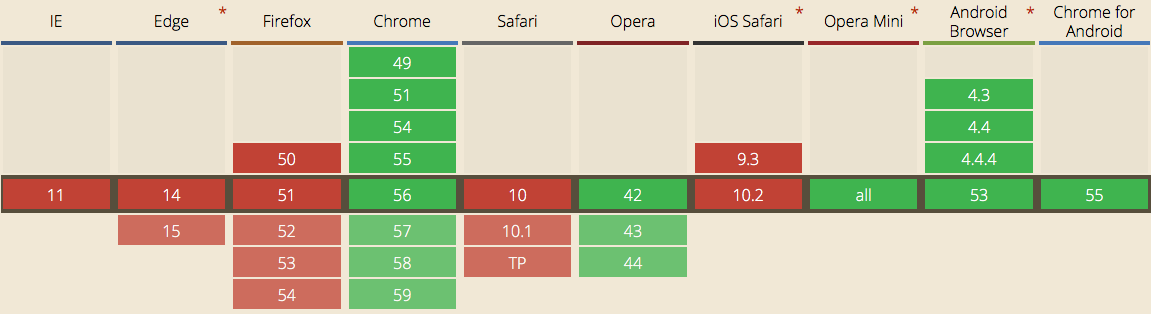 IE Edge * Firefox Chrome Safari Opera iOS Safari * Opera Mini * Android Browser * Chrome for Android
49
51 4.3
54 4.4
50 55 9.3 4.4.4
11 14 51 56 10 42 10.2 all 53 55
15 52 57 10.1 43
53 58 TP 44
54 59